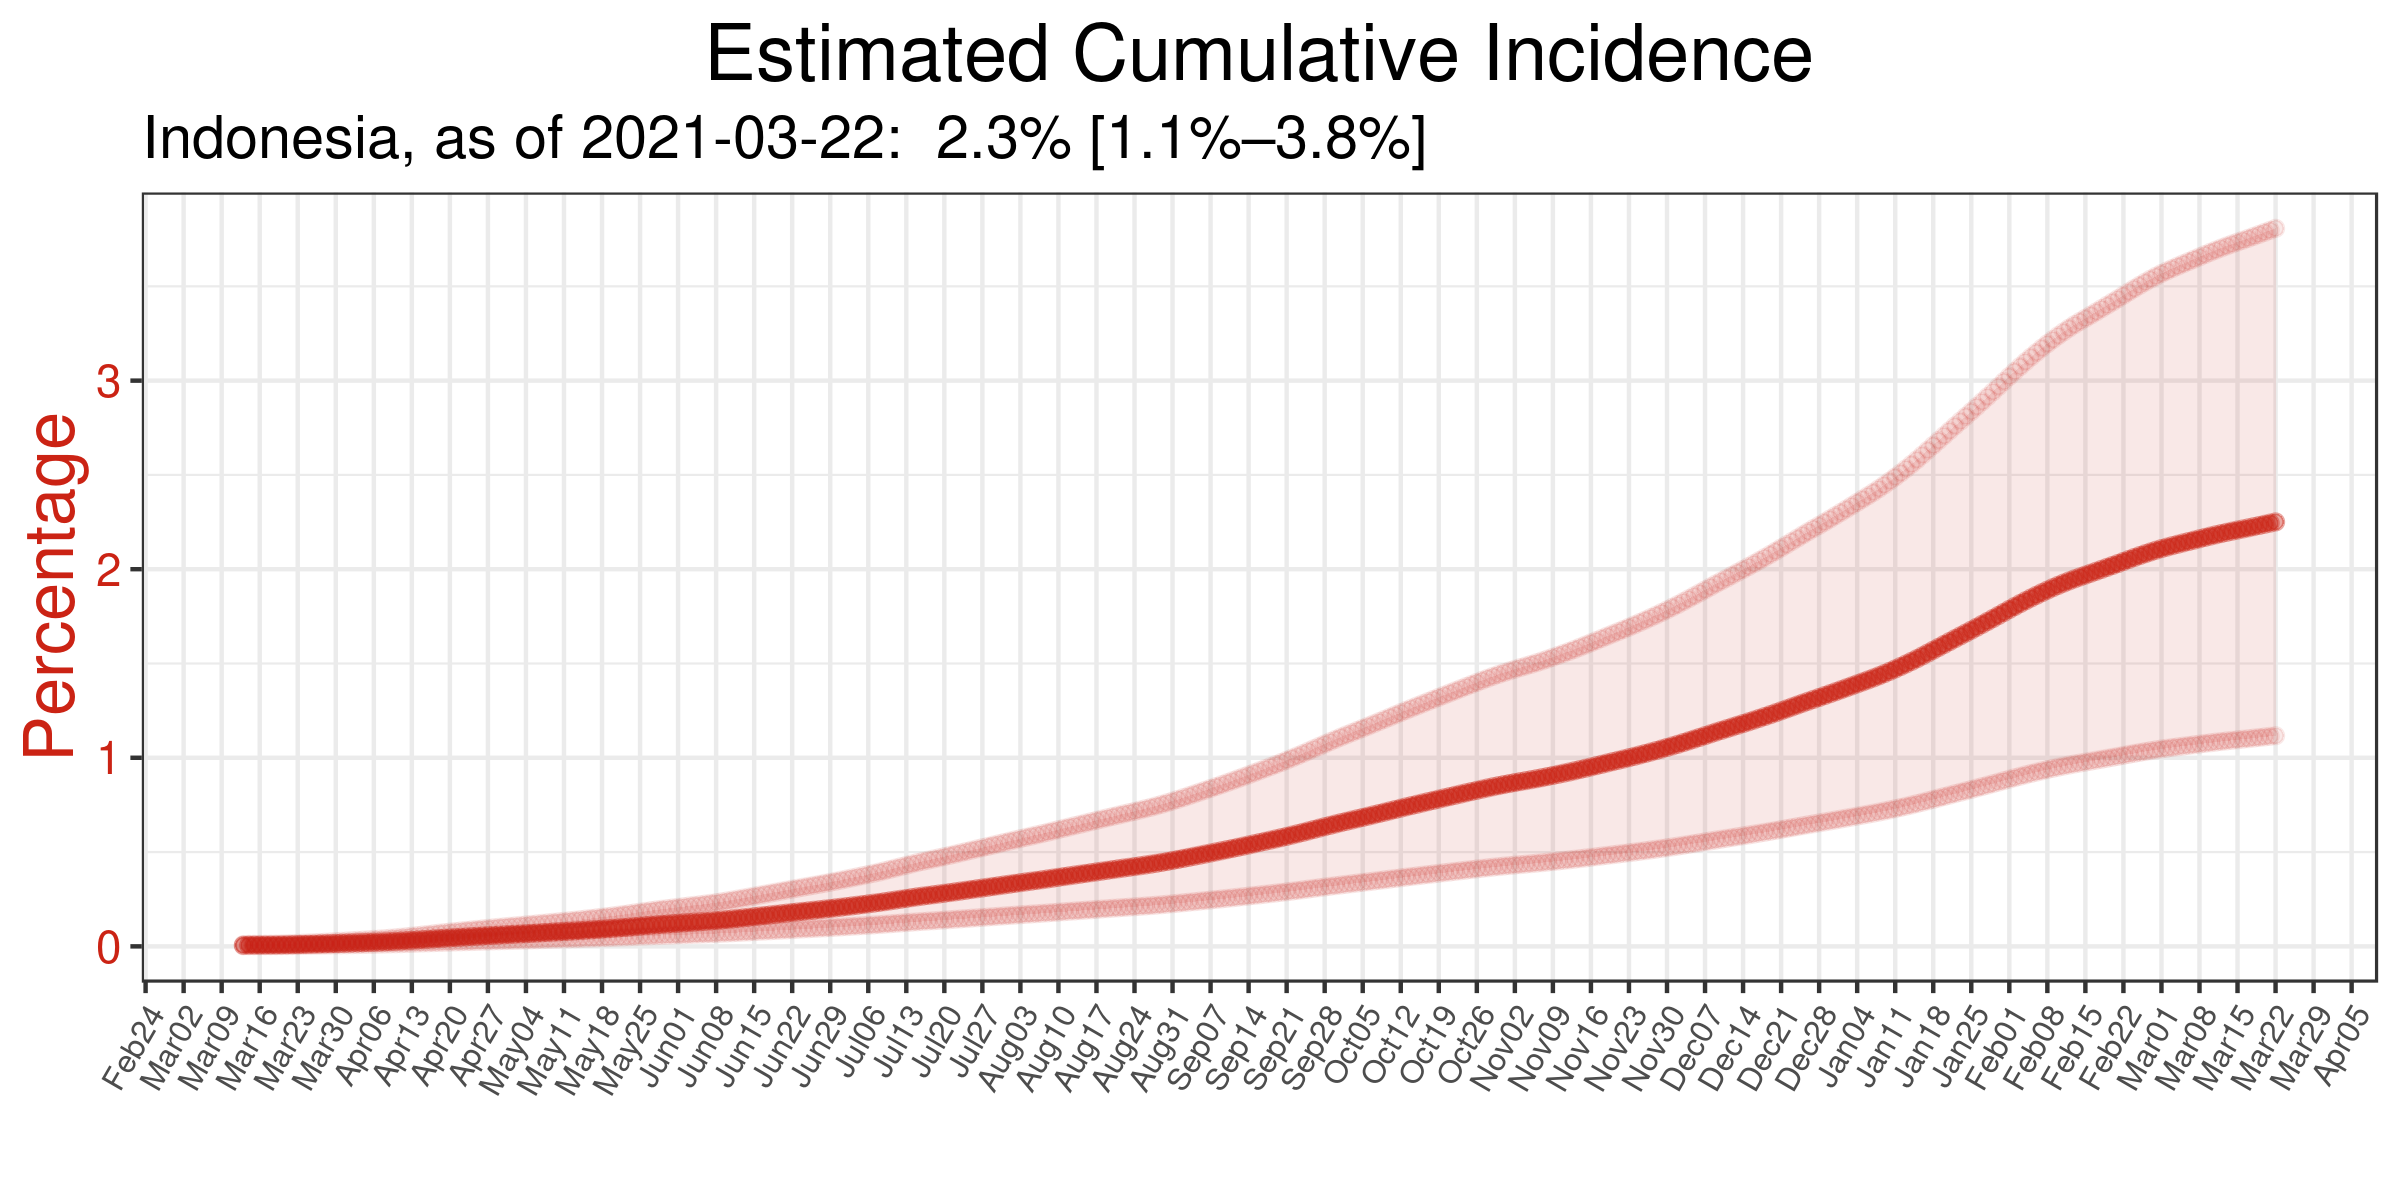 Estimated Cumulative Incidence
Indonesia, as of 2021-03-22:  2.3% [1.1%–3.8%]
Percentage
3
2
1
0
Feb24
Mar02
Mar09
Mar16
Mar23
Mar30
Apr06
Apr13
Apr20
Apr27
May04
May11
May18
May25
Jun01
Jun08
Jun15
Jun22
Jun29
Jul06
Jul13
Jul20
Jul27
Aug03
Aug10
Aug17
Aug24
Aug31
Sep07
Sep14
Sep21
Sep28
Oct05
Oct12
Oct19
Oct26
Nov02
Nov09
Nov16
Nov23
Nov30
Dec07
Dec14
Dec21
Dec28
Jan04
Jan11
Jan18
Jan25
Feb01
Feb08
Feb15
Feb22
Mar01
Mar08
Mar15
Mar22
Mar29
Apr05